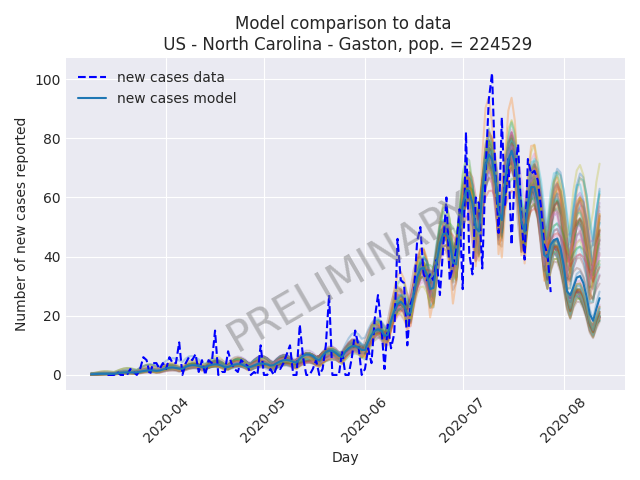 Model comparison to data
US - North Carolina - Gaston, pop. = 224529
new cases data
new cases model
PRELIMINARY
Number of new cases reported
100
80
60
40
20
0
2020-04
2020-05
2020-06
2020-07
2020-08
Day